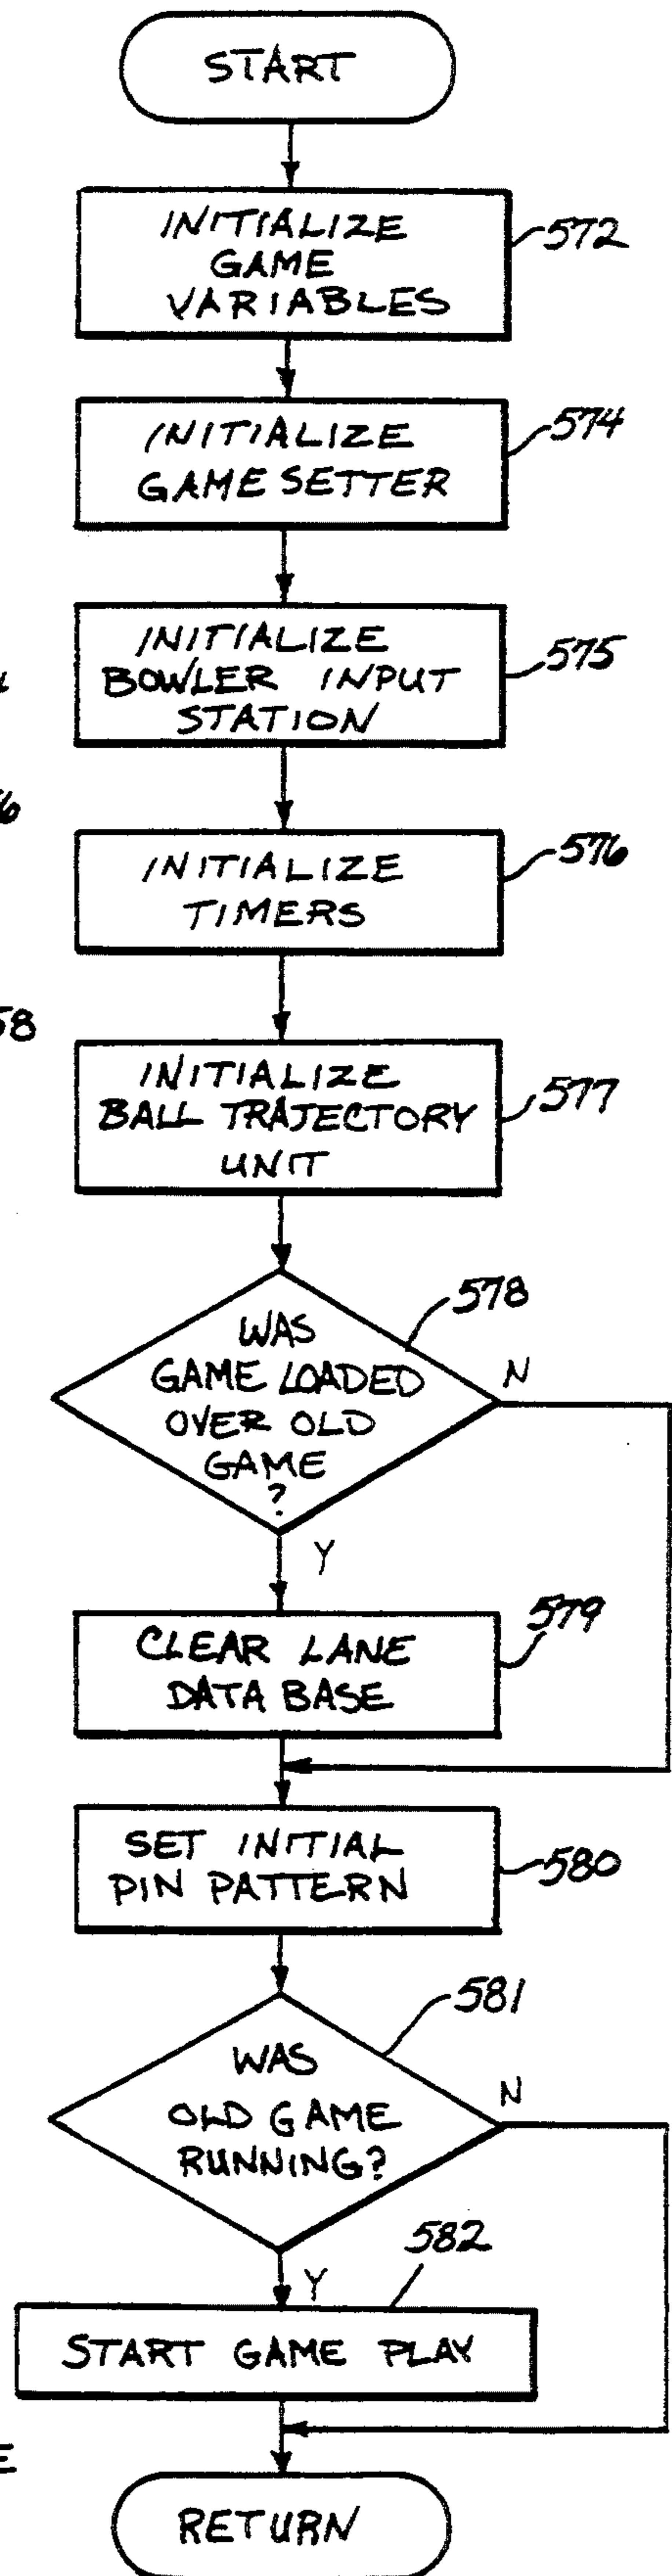 START
INITIALIZE
GAME
VARIABLES
572
INITIALIZE
GAME SETTER
574
INITIALIZE
BOWLER INPUT
STATION
575
INITIALIZE
TIMERS
576
58
INITIALIZE
BALL TRAJECTORY
UNIT
577
578
WAS
GAME LOADED
OVER OLD
GAME
?
N
Y
CLEAR LANE
DATA BASE
579
SET INITIAL
PIN PATTERN
580
581
WAS
OLD GAME
RUNNING?
N
Y
582
START GAME PLAY
E
RETURN